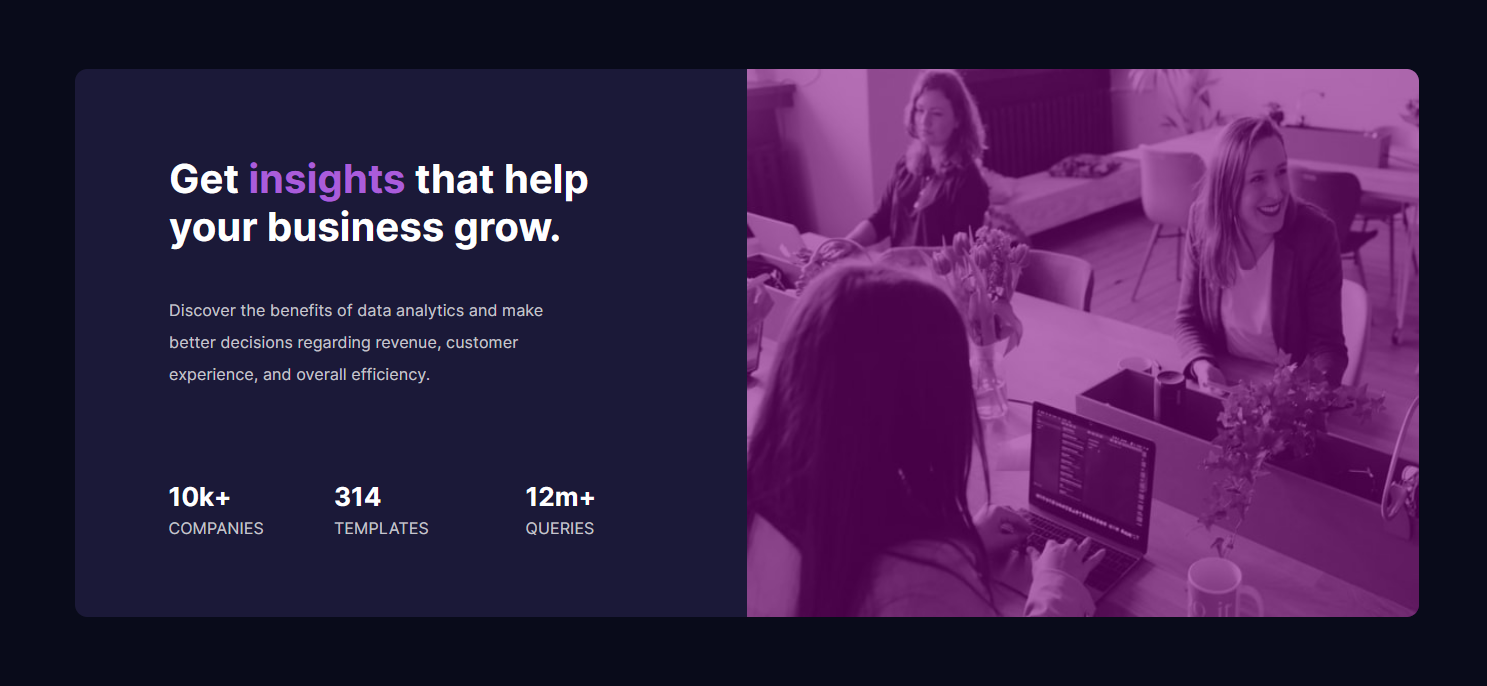 Get insights that help
your business grow.
Discover the benefits of data analytics and make
better decisions regarding revenue, customer
experience, and overall efficiency.
10k+ 314 12m+
COMPANIES TEMPLATES QUERIES